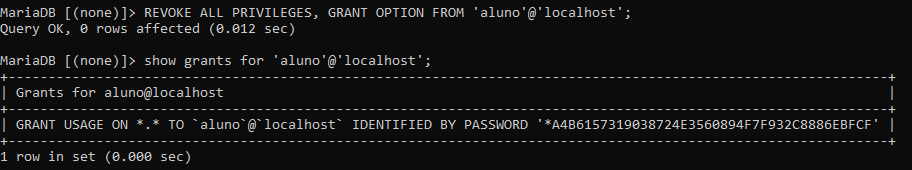 MariaDB [(none)]> REVOKE ALL PRIVILEGES, GRANT OPTION FROM 'aluno'@'localhost';
Query OK, 0 rows affected (0.012 sec)
MariaDB [(none)]> show grants for 'aluno'@'localhost';
+--------------------------------------------------------------------------------------------------------------+
| Grants for aluno@localhost                                                                                   |
+--------------------------------------------------------------------------------------------------------------+
| GRANT USAGE ON *.* TO `aluno`@`localhost` IDENTIFIED BY PASSWORD '*A4B6157319038724E3560894F7F932C8886EBFCF' |
+--------------------------------------------------------------------------------------------------------------+
1 row in set (0.000 sec)